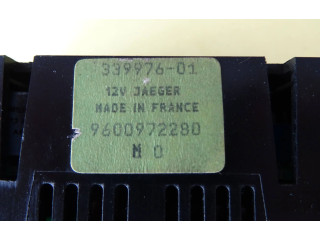 339976-01
12V JAEGER
MADE IN FRANCE
9600972280
M 0